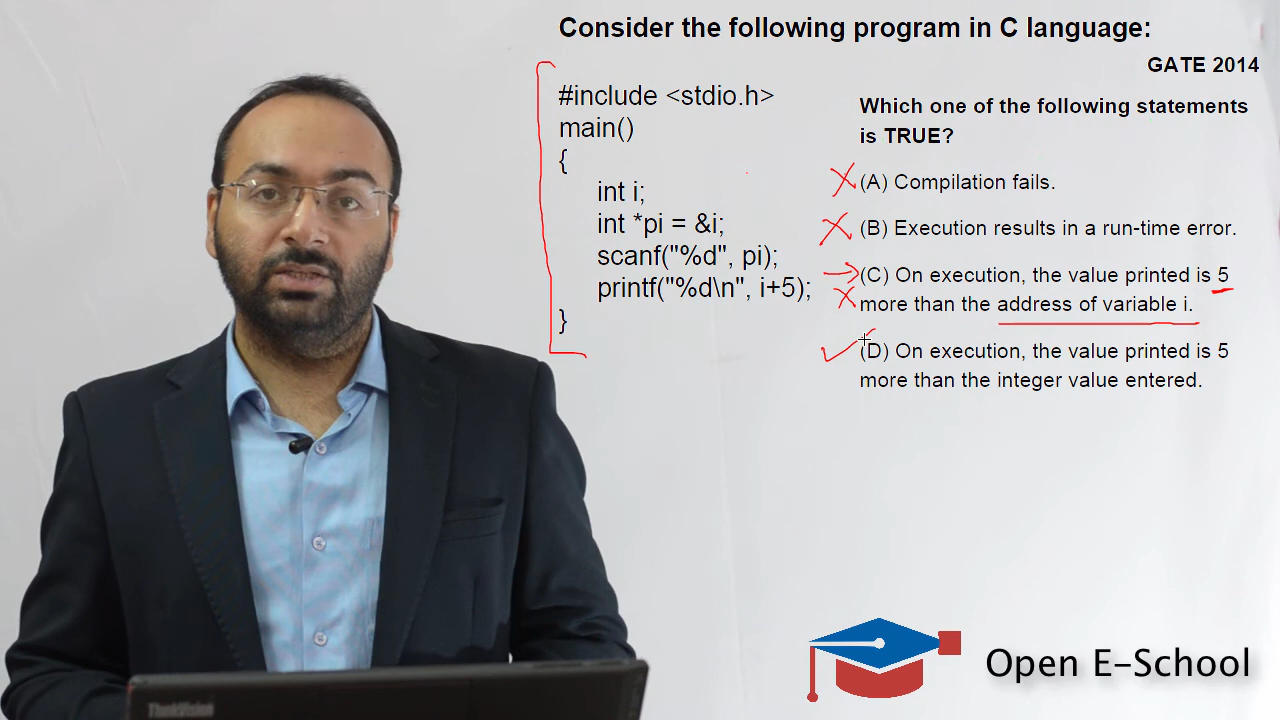 Consider the following program in C language:
GATE 2014
#include <stdio.h>
main()
{
int i;
int *pi = &i;
scanf("%d", pi);
printf("%d\n", i+5);
}
Which one of the following statements
is TRUE?
(A) Compilation fails.
(B) Execution results in a run-time error.
(C) On execution, the value printed is 5
more than the address of variable i.
(D) On execution, the value printed is 5
more than the integer value entered.
Open E-School
ThinkVision